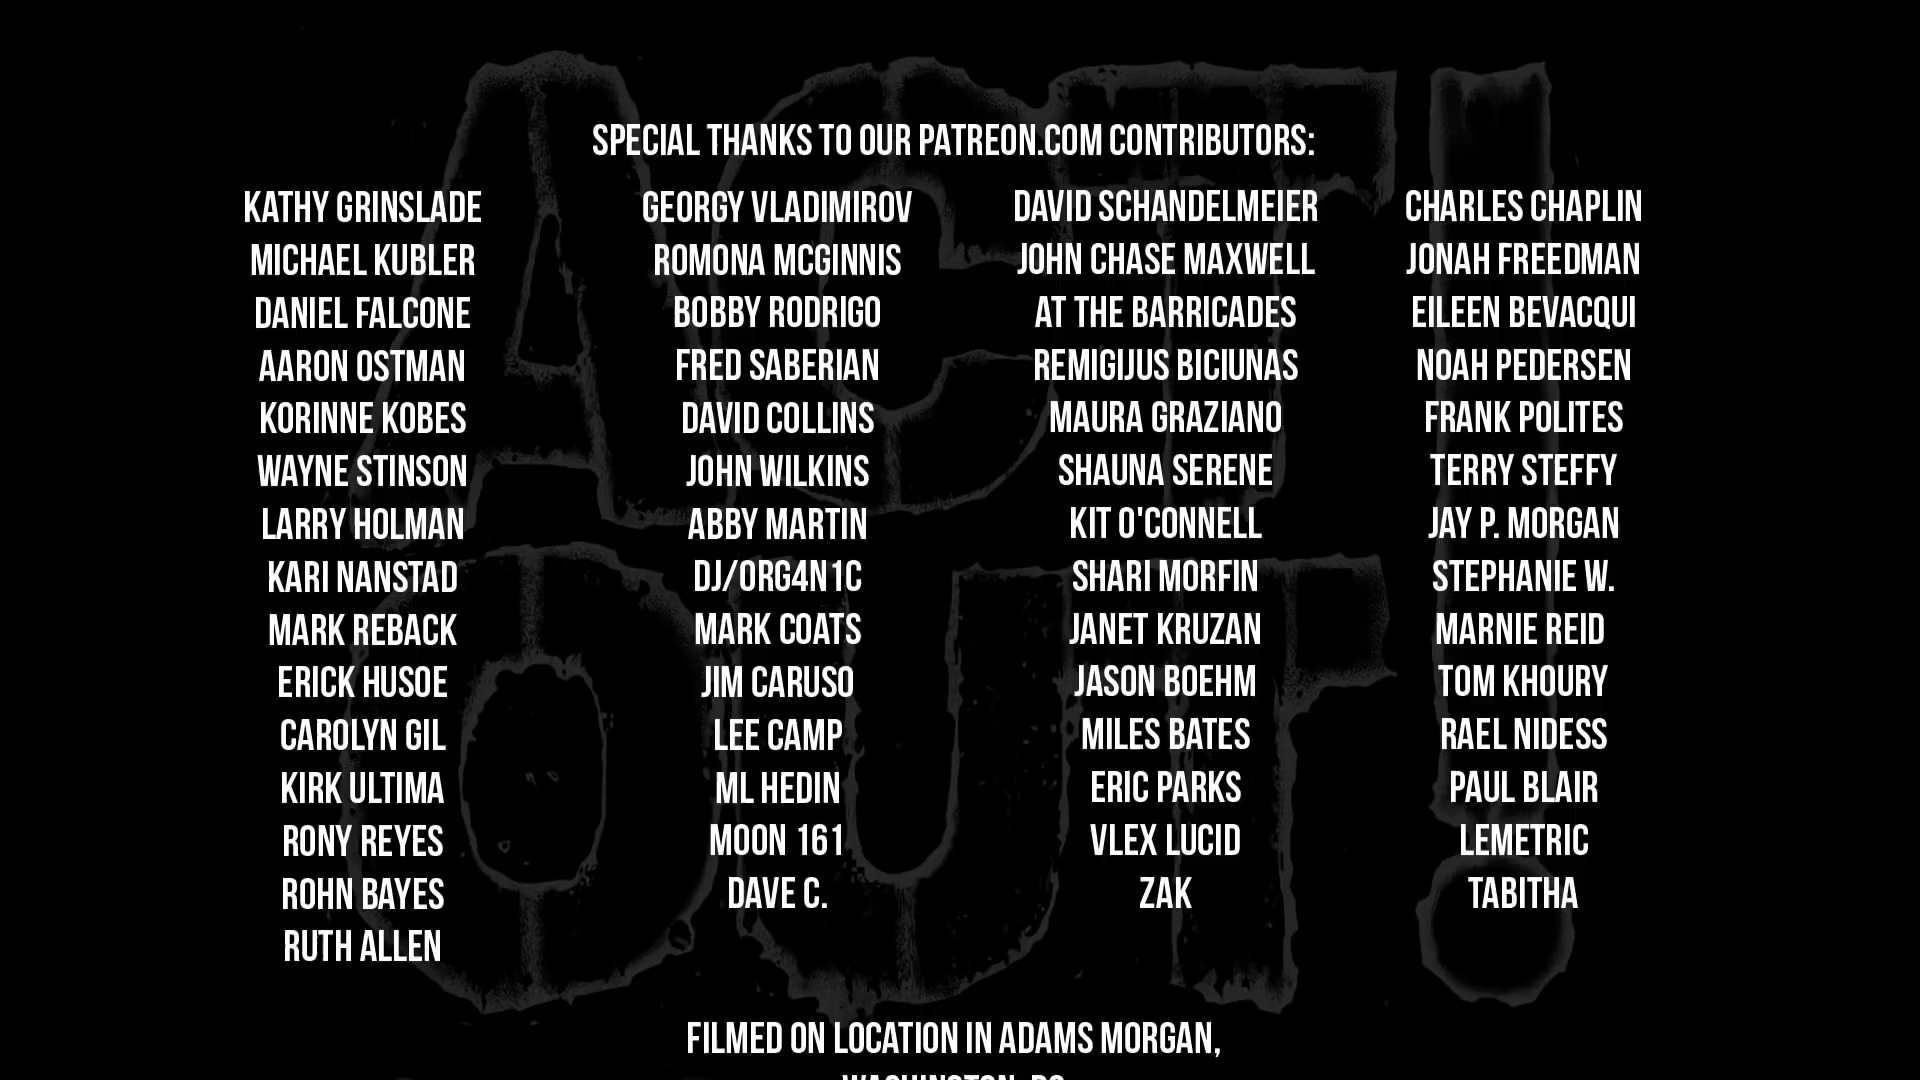 ACT!
OUT!
SPECIAL THANKS TO OUR PATREON.COM CONTRIBUTORS:
KATHY GRINSLADE
MICHAEL KUBLER
DANIEL FALCONE
AARON OSTMAN
KORINNE KOBES
WAYNE STINSON
LARRY HOLMAN
KARI NANSTAD
MARK REBACK
ERICK HUSOE
CAROLYN GIL
KIRK ULTIMA
RONY REYES
ROHN BAYES
RUTH ALLEN
GEORGY VLADIMIROV
ROMONA MCGINNIS
BOBBY RODRIGO
FRED SABERIAN
DAVID COLLINS
JOHN WILKINS
ABBY MARTIN
DJ/ORG4N1C
MARK COATS
JIM CARUSO
LEE CAMP
ML HEDIN
MOON 161
DAVE C.
DAVID SCHANDELMEIER
JOHN CHASE MAXWELL
AT THE BARRICADES
REMIGIJUS BICIUNAS
MAURA GRAZIANO
SHAUNA SERENE
KIT O'CONNELL
SHARI MORFIN
JANET KRUZAN
JASON BOEHM
MILES BATES
ERIC PARKS
VLEX LUCID
ZAK
CHARLES CHAPLIN
JONAH FREEDMAN
EILEEN BEVACQUI
NOAH PEDERSEN
FRANK POLITES
TERRY STEFFY
JAY P. MORGAN
STEPHANIE W.
MARNIE REID
TOM KHOURY
RAEL NIDESS
PAUL BLAIR
LEMETRIC
TABITHA
FILMED ON LOCATION IN ADAMS MORGAN,
WASHINGTON, DC